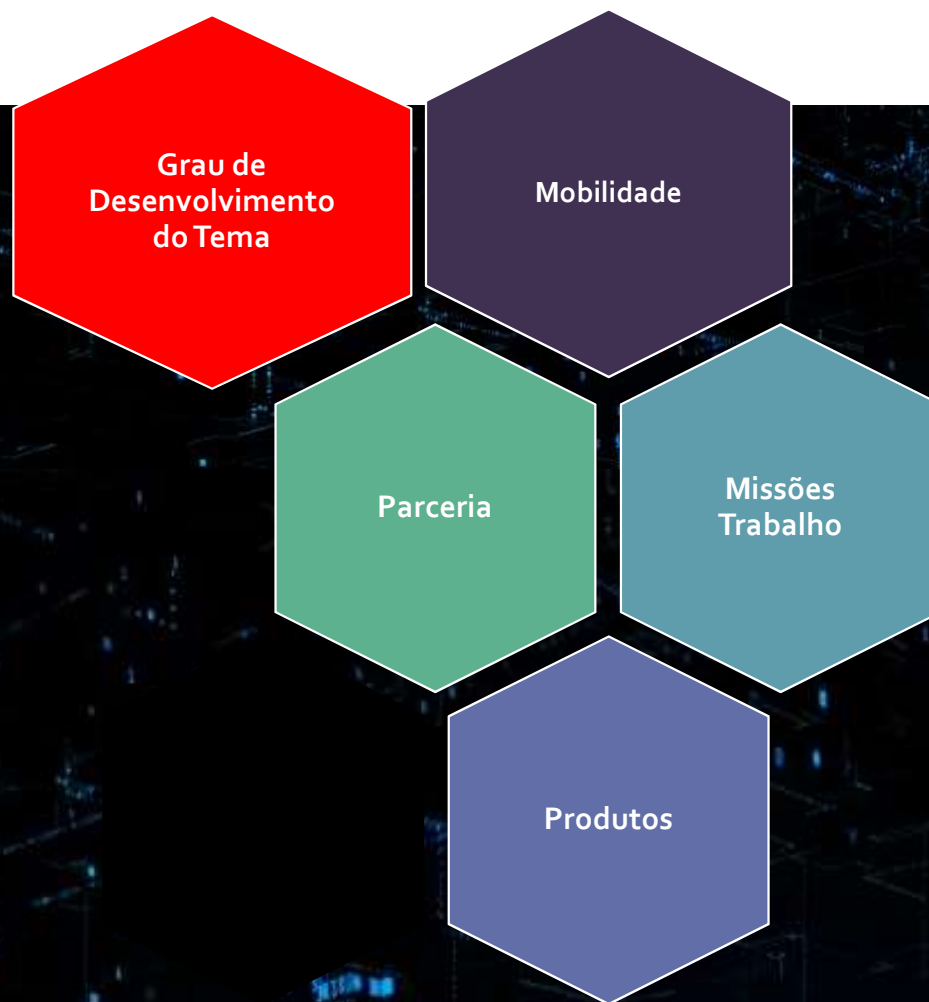 Grau de
Desenvolvimento
do Tema
Mobilidade
Parceria
Missões
Trabalho
Produtos